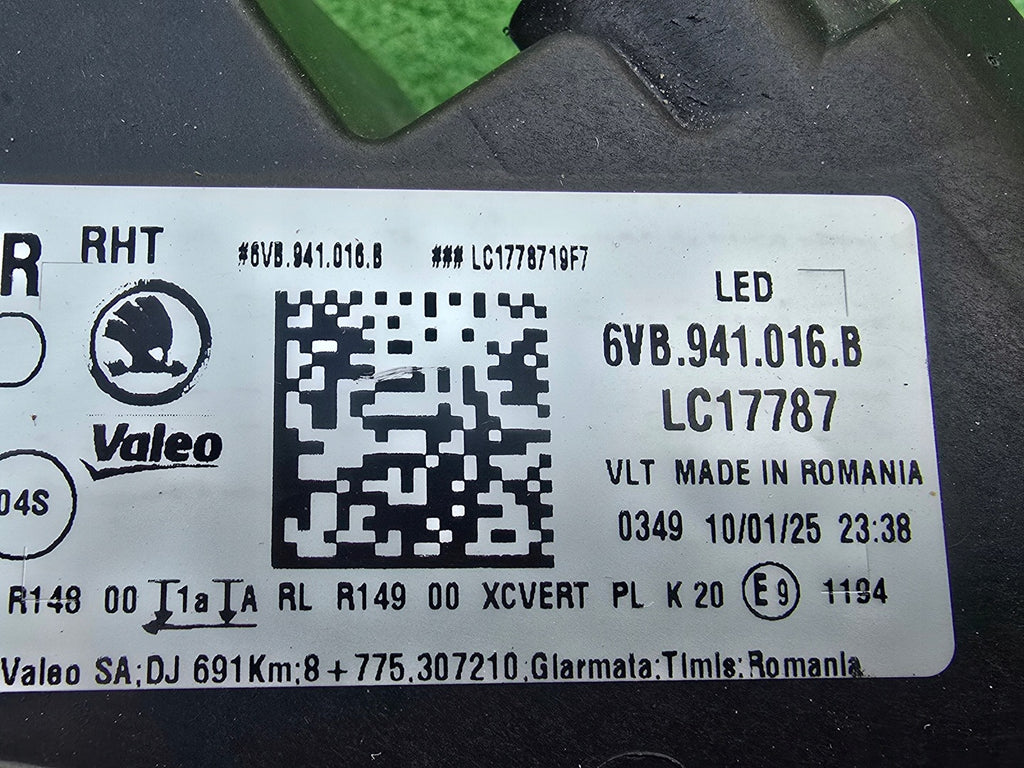 R RHT
#6VB.941.016.B ### LC1778719F7
LED
6VB.941.016.B
LC17787
Valeo
VLT MADE IN ROMANIA
04S
0349 10/01/25 23:38
R148 00 1a A RL R149 00 XCVERT PL K 20 E9 1194
Valeo SA;DJ 691Km;8+775.307210;Giarmata;Timis;Romania